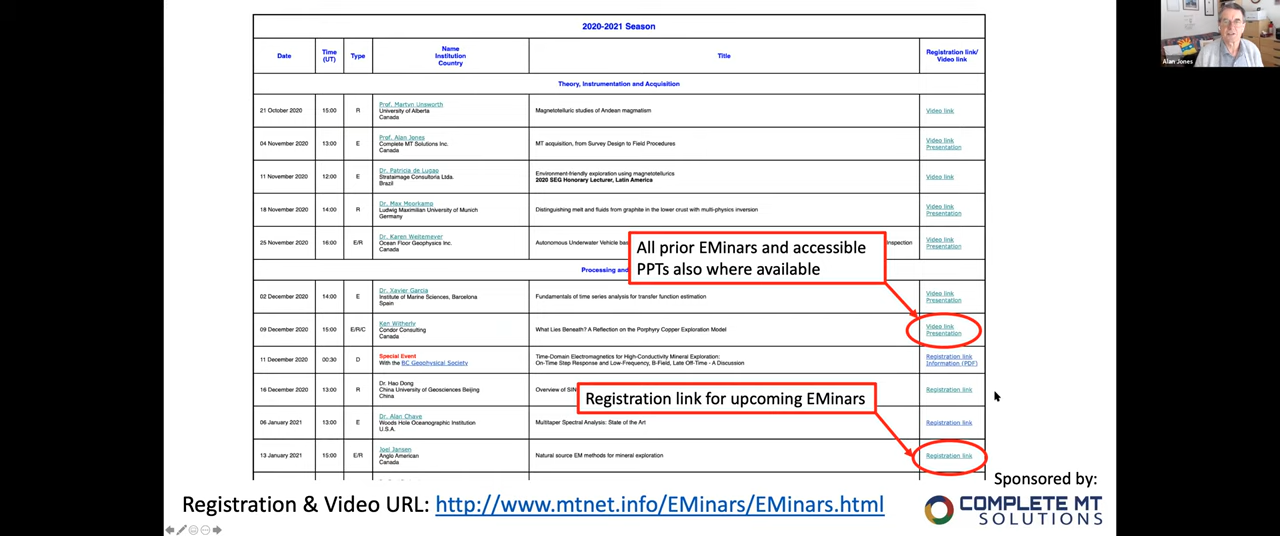 2020-2021 Season
Date
Time
(UT)
Type
Name
Institution
Country
Title
Registration link/
Video link
Theory, Instrumentation and Acquisition
21 October 2020
15:00
R
Prof. Martyn Unsworth
University of Alberta
Canada
Magnetotelluric studies of Andean magmatism
Video link
04 November 2020
13:00
E
Prof. Alan Jones
Complete MT Solutions Inc.
Canada
MT acquisition, from Survey Design to Field Procedures
Video link
Presentation
11 November 2020
12:00
E
Dr. Patricia de Lugao
Strataimage Consultoria Ltda.
Brazil
Environment-friendly exploration using magnetotellurics
2020 SEG Honorary Lecturer, Latin America
Video link
18 November 2020
14:00
R
Dr. Max Moorkamp
Ludwig Maximilian University of Munich
Germany
Distinguishing melt and fluids from graphite in the lower crust with multi-physics inversion
Video link
Presentation
25 November 2020
16:00
E/R
Dr. Karen Weitemeyer
Ocean Floor Geophysics Inc.
Canada
Autonomous Underwater Vehicle bas
nspection
Video link
Presentation
All prior EMinars and accessible
PPTs also where available
Processing and
02 December 2020
14:00
E
Dr. Xavier Garcia
Institute of Marine Sciences, Barcelona
Spain
Fundamentals of time series analysis for transfer function estimation
Video link
Presentation
09 December 2020
15:00
E/R/C
Ken Witherly
Condor Consulting
Canada
What Lies Beneath? A Reflection on the Porphyry Copper Exploration Model
Video link
Presentation
11 December 2020
00:30
D
Special Event
With the BC Geophysical Society
Time-Domain Electromagnetics for High-Conductivity Mineral Exploration:
On-Time Step Response and Low-Frequency, B-Field, Late Off-Time - A Discussion
Registration link
Information (PDF)
16 December 2020
13:00
R
Dr. Hao Dong
China University of Geosciences Beijing
China
Overview of SIN
Registration link
Registration link for upcoming EMinars
06 January 2021
13:00
E
Dr. Alan Chave
Woods Hole Oceanographic Institution
U.S.A.
Multitaper Spectral Analysis: State of the Art
Registration link
13 January 2021
15:00
E/R
Joel Jansen
Anglo American
Canada
Natural source EM methods for mineral exploration
Registration link
Registration & Video URL: http://www.mtnet.info/EMinars/EMinars.html
Sponsored by:
COMPLETE MT
SOLUTIONS
Alan Jones